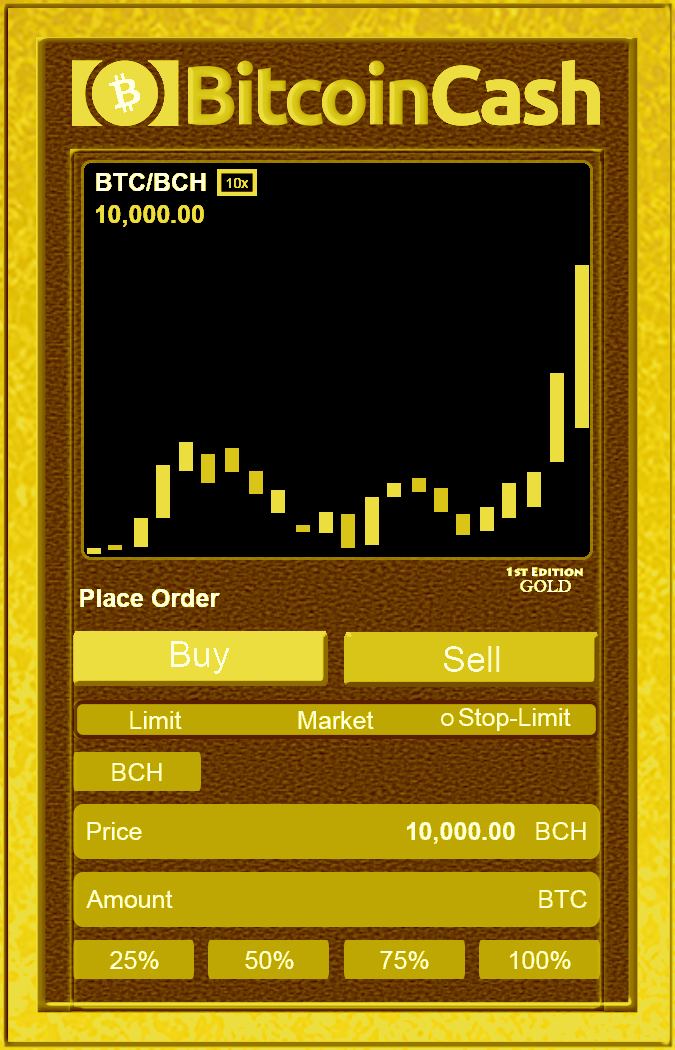 BitcoinCash
BTC/BCH 10x
10,000.00
1ST EDITION
GOLD
Place Order
Buy Sell
Limit Market Stop-Limit
BCH
Price 10,000.00 BCH
Amount BTC
25% 50% 75% 100%